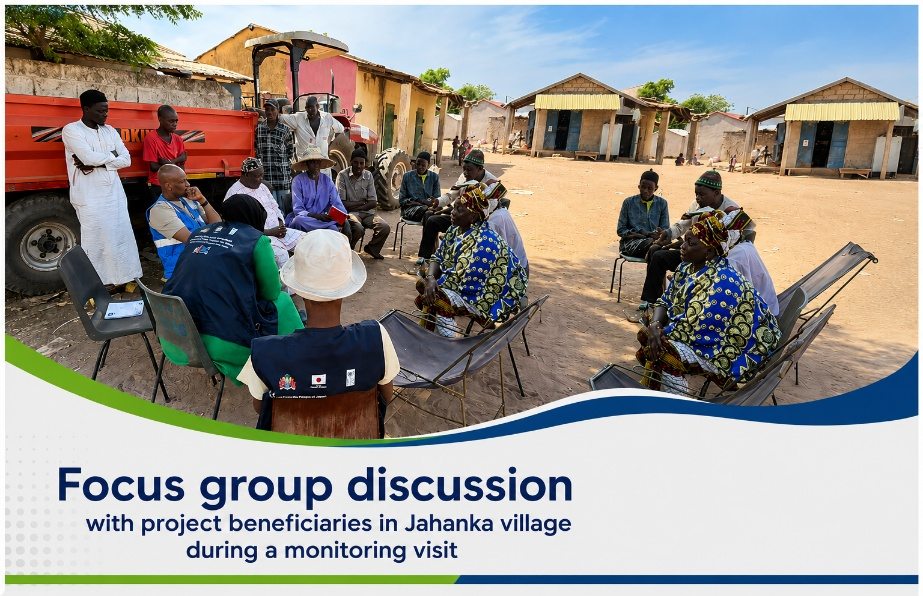 Focus group discussion
with project beneficiaries in Jahanka village
during a monitoring visit